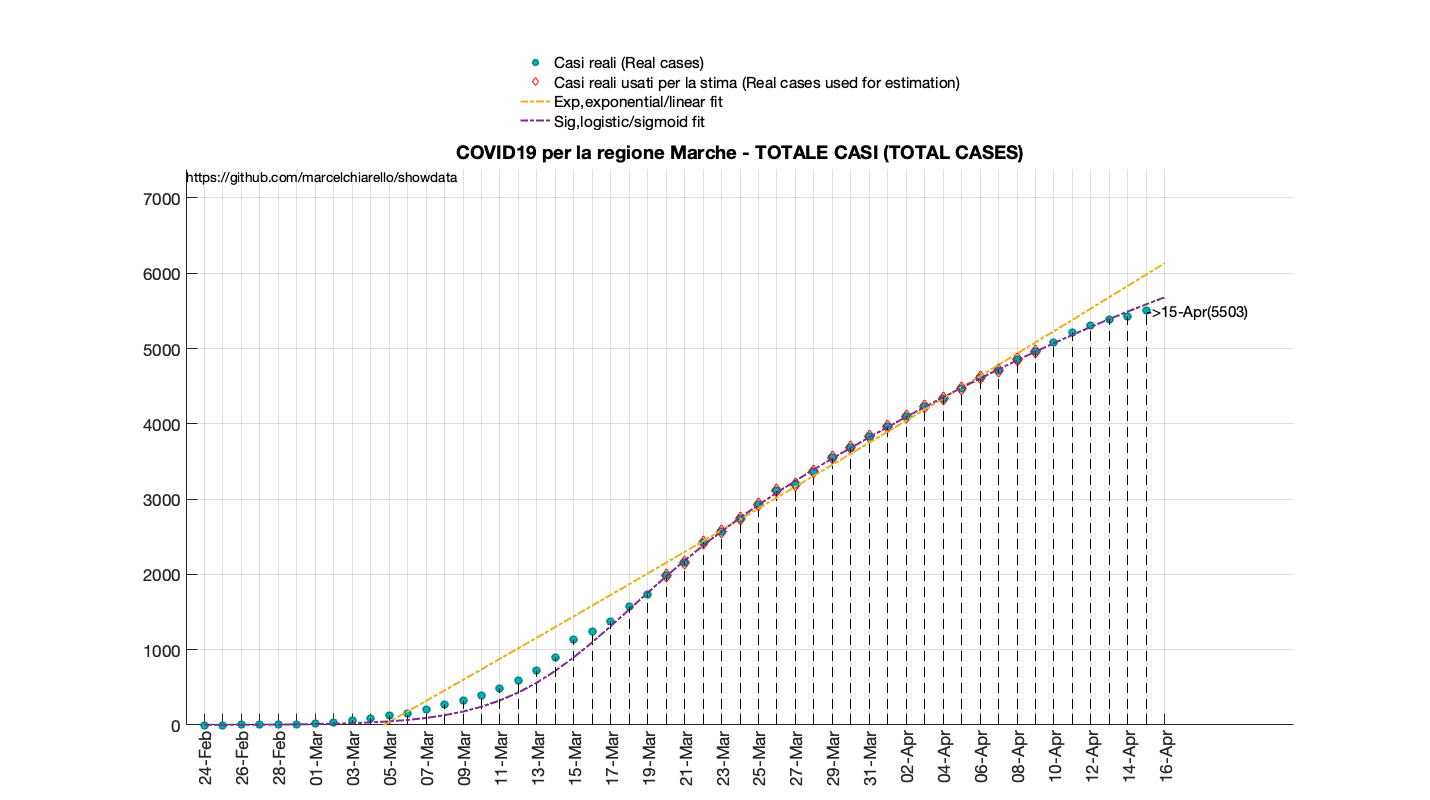 Casi reali (Real cases)
Casi reali usati per la stima (Real cases used for estimation)
Exp,exponential/linear fit
Sig,logistic/sigmoid fit
COVID19 per la regione Marche - TOTALE CASI (TOTAL CASES)
https://github.com/marcelchiarello/showdata
7000
6000
5000
4000
3000
2000
1000
0
->15-Apr(5503)
24-Feb
26-Feb
28-Feb
01-Mar
03-Mar
05-Mar
07-Mar
09-Mar
11-Mar
13-Mar
15-Mar
17-Mar
19-Mar
21-Mar
23-Mar
25-Mar
27-Mar
29-Mar
31-Mar
02-Apr
04-Apr
06-Apr
08-Apr
10-Apr
12-Apr
14-Apr
16-Apr